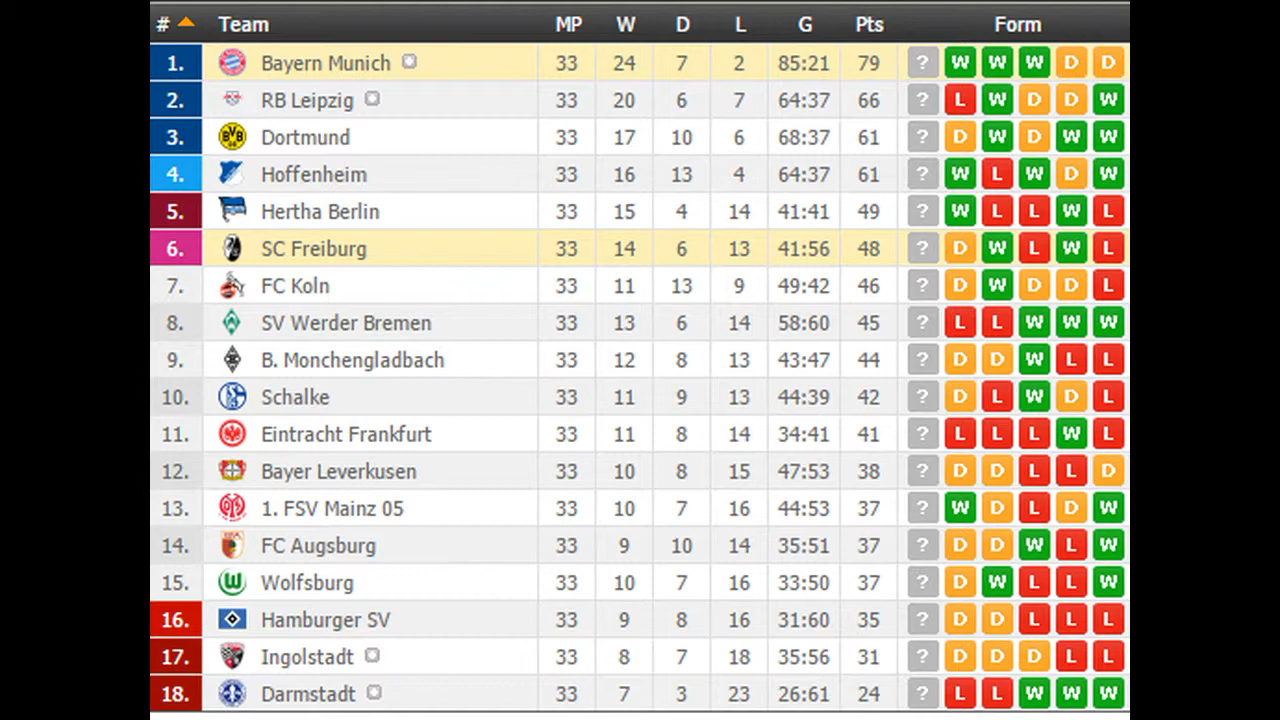 # Team MP W D L G Pts Form
1. Bayern Munich 33 24 7 2 85:21 79 ? W W W D D
2. RB Leipzig 33 20 6 7 64:37 66 ? L W D D W
3. Dortmund 33 17 10 6 68:37 61 ? D W D W W
4. Hoffenheim 33 16 13 4 64:37 61 ? W L W D W
5. Hertha Berlin 33 15 4 14 41:41 49 ? W L L W L
6. SC Freiburg 33 14 6 13 41:56 48 ? D W L W L
7. FC Koln 33 11 13 9 49:42 46 ? D W D D L
8. SV Werder Bremen 33 13 6 14 58:60 45 ? L L W W W
9. B. Monchengladbach 33 12 8 13 43:47 44 ? D D W L L
10. Schalke 33 11 9 13 44:39 42 ? D L W D L
11. Eintracht Frankfurt 33 11 8 14 34:41 41 ? L L L W L
12. Bayer Leverkusen 33 10 8 15 47:53 38 ? D D L L D
13. 1. FSV Mainz 05 33 10 7 16 44:53 37 ? W D L D W
14. FC Augsburg 33 9 10 14 35:51 37 ? D D W L W
15. Wolfsburg 33 10 7 16 33:50 37 ? D W L L W
16. Hamburger SV 33 9 8 16 31:60 35 ? D D L L L
17. Ingolstadt 33 8 7 18 35:56 31 ? D D D L L
18. Darmstadt 33 7 3 23 26:61 24 ? L L W W W